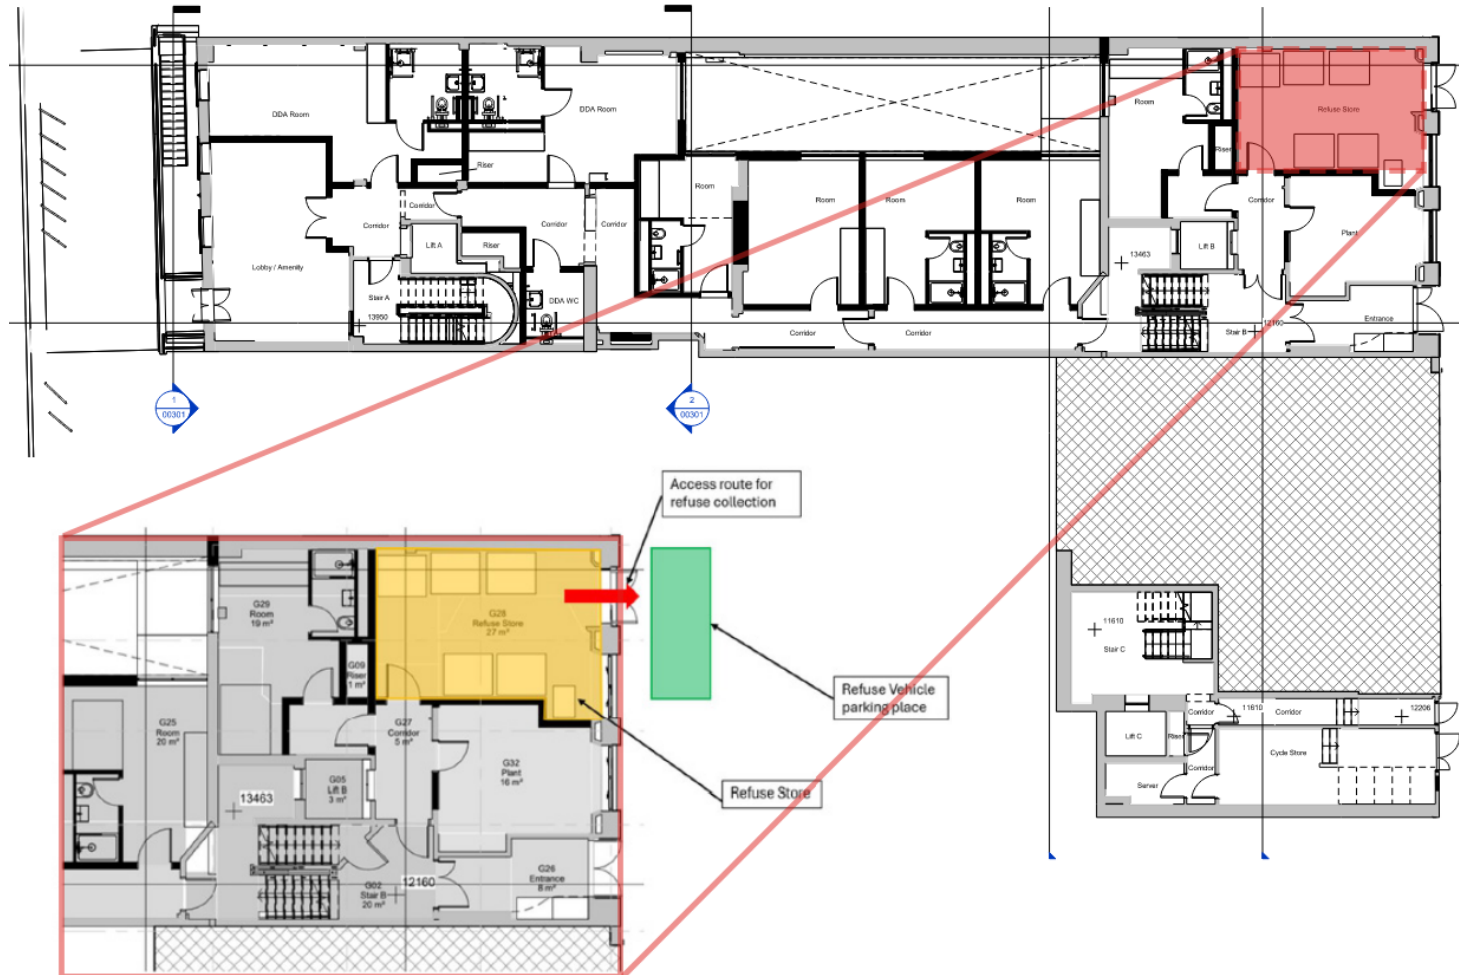 DDA Room
DDA Room
Room
Refuse Store
Riser
Riser
Room
Room
Room
Room
Corridor
Corridor
Corridor
Corridor
Corridor
Plant
Lift A
Riser
Lift B
13463
Lobby / Amenity
Stair A
DDA WC
13950
Corridor
Corridor
Stair B
12160
Entrance
1
00301
2
00301
Access route for
refuse collection
G29
Room
19 m²
G28
Refuse Store
27 m²
G09
Riser
1 m²
G25
Room
20 m²
G27
Corridor
5 m²
G32
Plant
16 m²
G05
Lift B
3 m²
13463
12160
G02
Stair B
20 m²
G26
Entrance
8 m²
Refuse Vehicle
parking place
Refuse Store
11610
Stair C
Corridor
11610
Corridor
12206
Lift C
Riser
Corridor
Cycle Store
Server